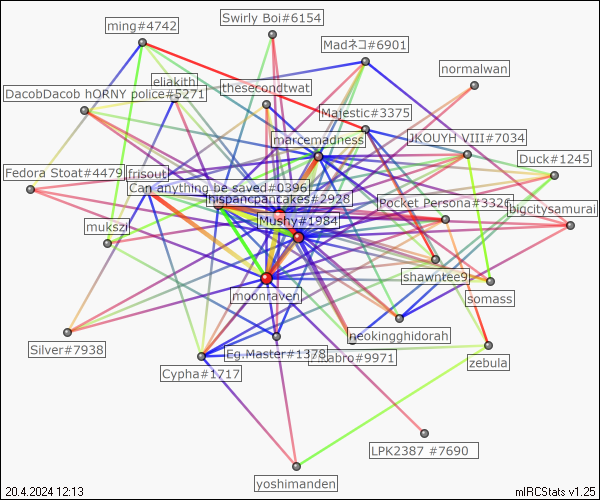 Swirly Boi#6154
ming#4742
Madネコ#6901
normalwan
eliakith
thesecondtwat
DacobDacob hORNY police#5271
Majestic#3375
marcemadness
JKOUYH VIII#7034
Duck#1245
Fedora Stoat#4479
frisout
Can anything be saved#0396
hispancpancakes#2928
Pocket Persona#3326
bigcitysamurai
Mushy#1984
mukszi
shawntee9
moonraven
somass
neokingghidorah
Silver#7938
Eg.Master#1378
abro#9971
zebula
Cypha#1717
LPK2387 #7690
yoshimanden
20.4.2024 12:13
mIRCStats v1.25